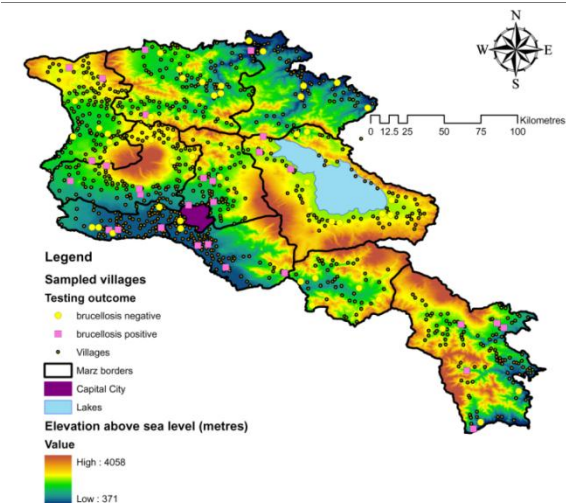 N
W E
S
Kilometres
0 12.5 25 50 75 100
Legend
Sampled villages
Testing outcome
brucellosis negative
brucellosis positive
Villages
Marz borders
Capital City
Lakes
Elevation above sea level (metres)
Value
High : 4058
Low : 371